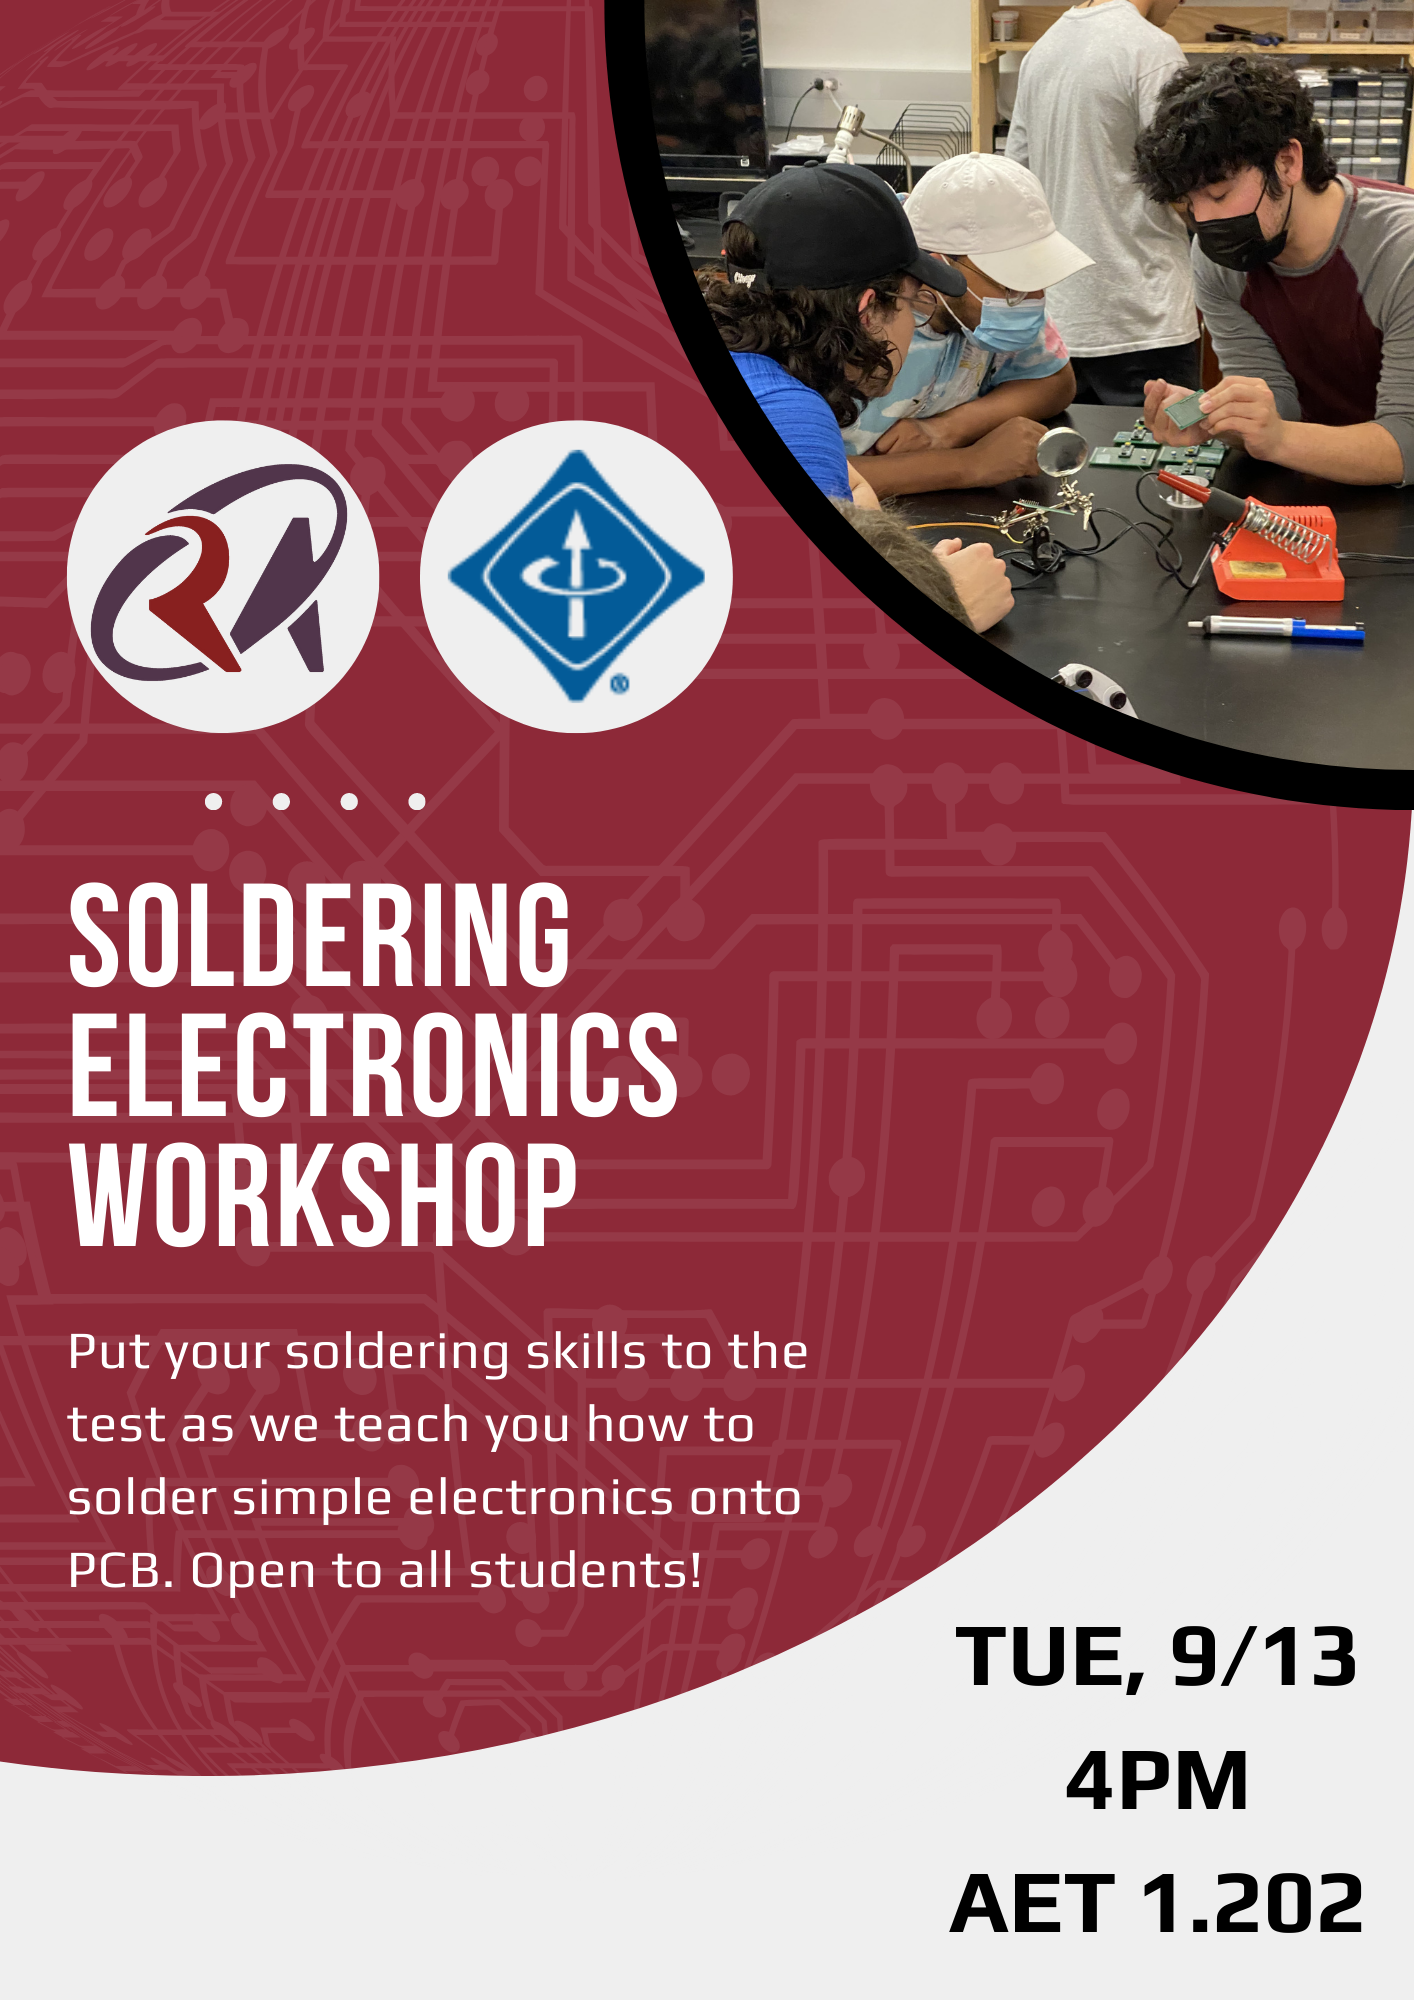 SOLDERING
ELECTRONICS
WORKSHOP
Put your soldering skills to the
test as we teach you how to
solder simple electronics onto
PCB. Open to all students!
TUE, 9/13
4PM
AET 1.202